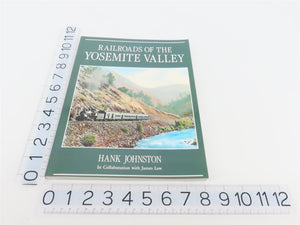 RAILROADS OF THE
YOSEMITE VALLEY
HANK JOHNSTON
In Collaboration with James Law
0 1 2 3 4 5 6 7 8 9 10 11 12
0 1 2 3 4 5 6 7 8 9 10 11 12